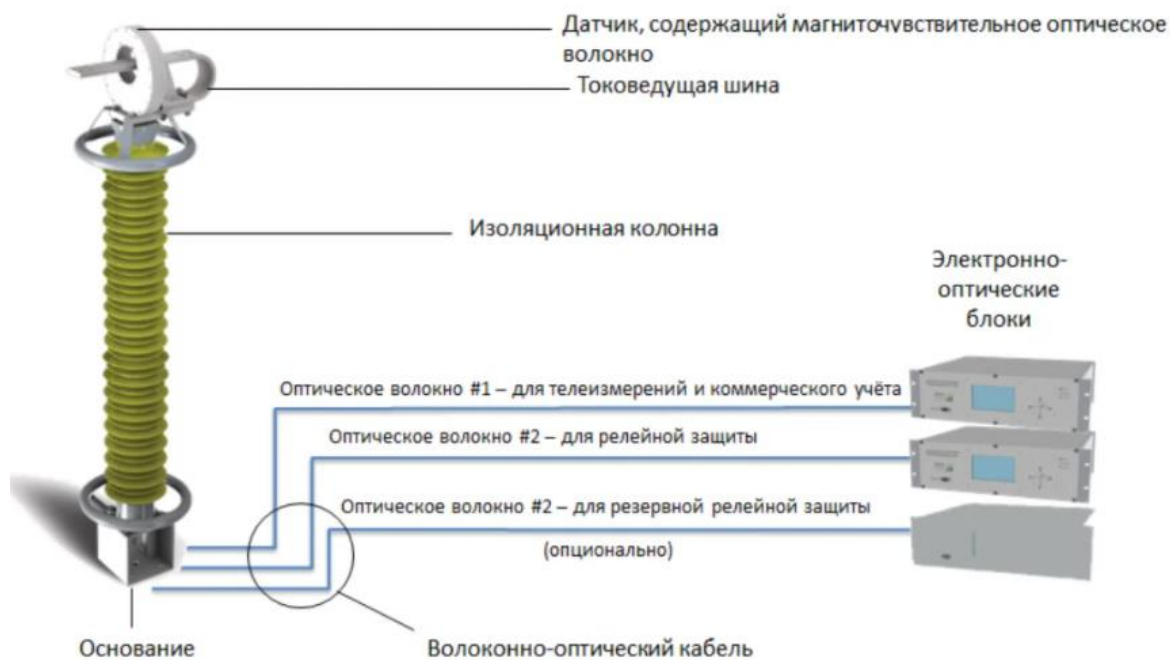 Датчик, содержащий магниточувствительное оптическое
волокно
Токоведущая шина
Изоляционная колонна
Электронно-
оптические
блоки
Оптическое волокно #1 – для телеизмерений и коммерческого учёта
Оптическое волокно #2 – для релейной защиты
Оптическое волокно #2 – для резервной релейной защиты
(опционально)
Основание
Волоконно-оптический кабель